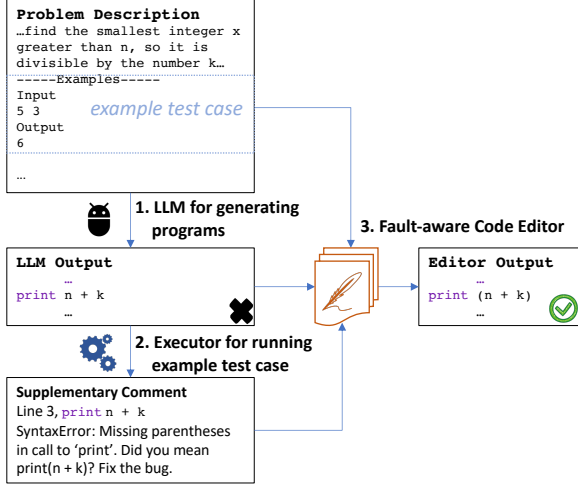 Problem Description
…find the smallest integer x
greater than n, so it is
divisible by the number k…
-----Examples-----
Input
5 3
example test case
Output
6
…
1. LLM for generating
programs
3. Fault-aware Code Editor
LLM Output
…
print n + k
…
Editor Output
…
print (n + k)
…
2. Executor for running
example test case
Supplementary Comment
Line 3, print n + k
SyntaxError: Missing parentheses
in call to ‘print’. Did you mean
print(n + k)? Fix the bug.